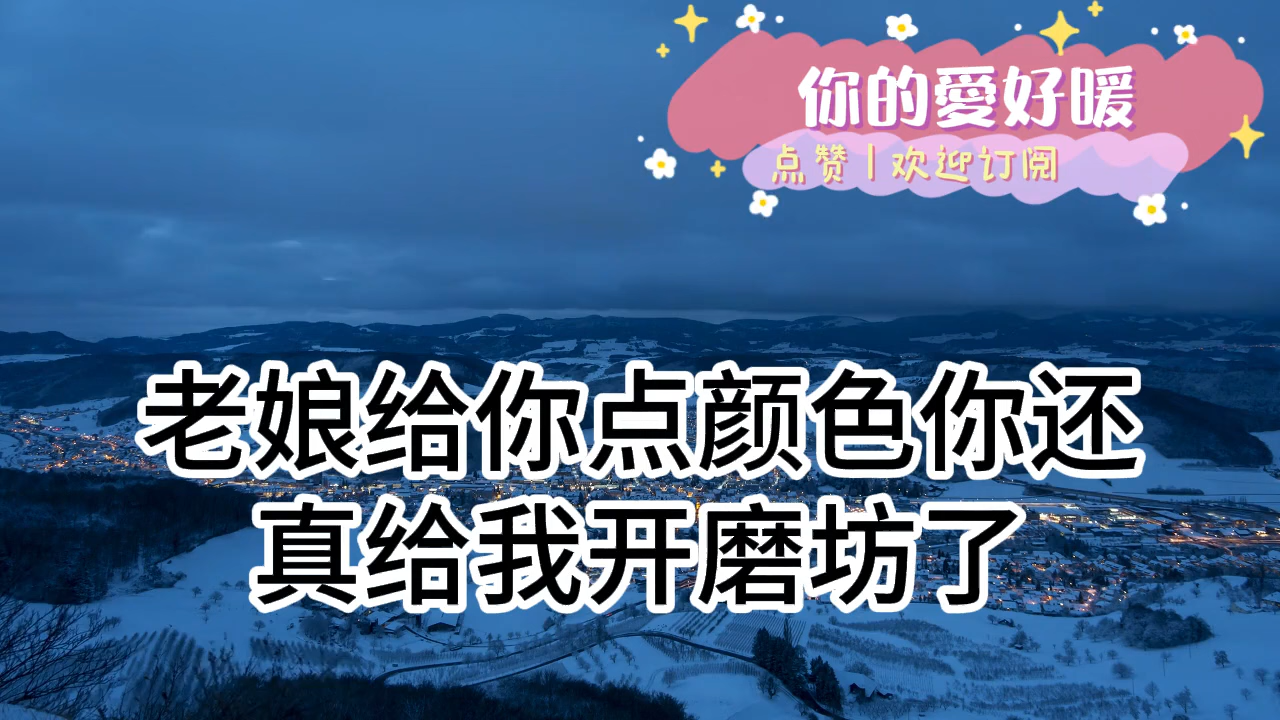 你的愛好暖
点赞 | 欢迎订阅
老娘给你点颜色你还
真给我开磨坊了